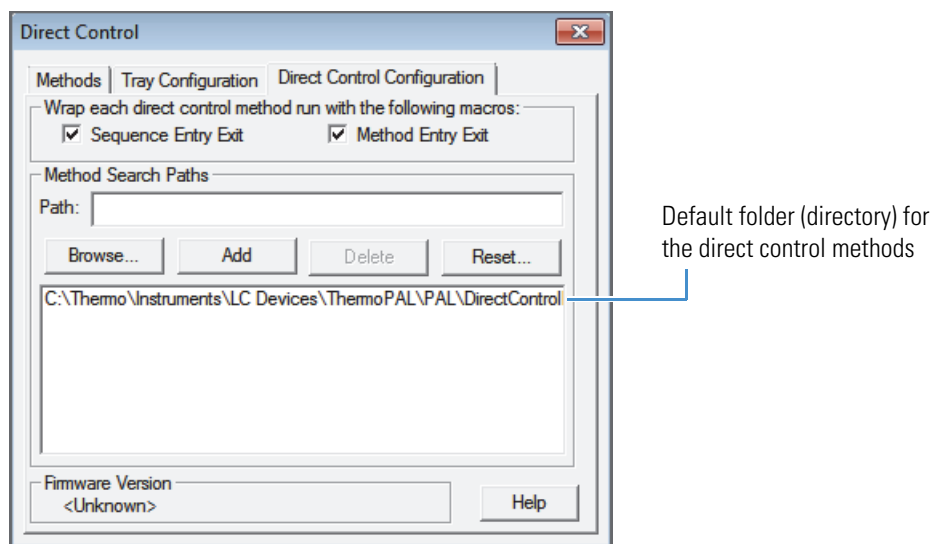 Direct Control
Methods Tray Configuration Direct Control Configuration
Wrap each direct control method run with the following macros:
Sequence Entry Exit Method Entry Exit
Method Search Paths
Path:
Browse... Add Delete Reset...
C:\Thermo\Instruments\LC Devices\ThermoPAL\PAL\DirectControl
Default folder (directory) for
the direct control methods
Firmware Version
<Unknown>
Help